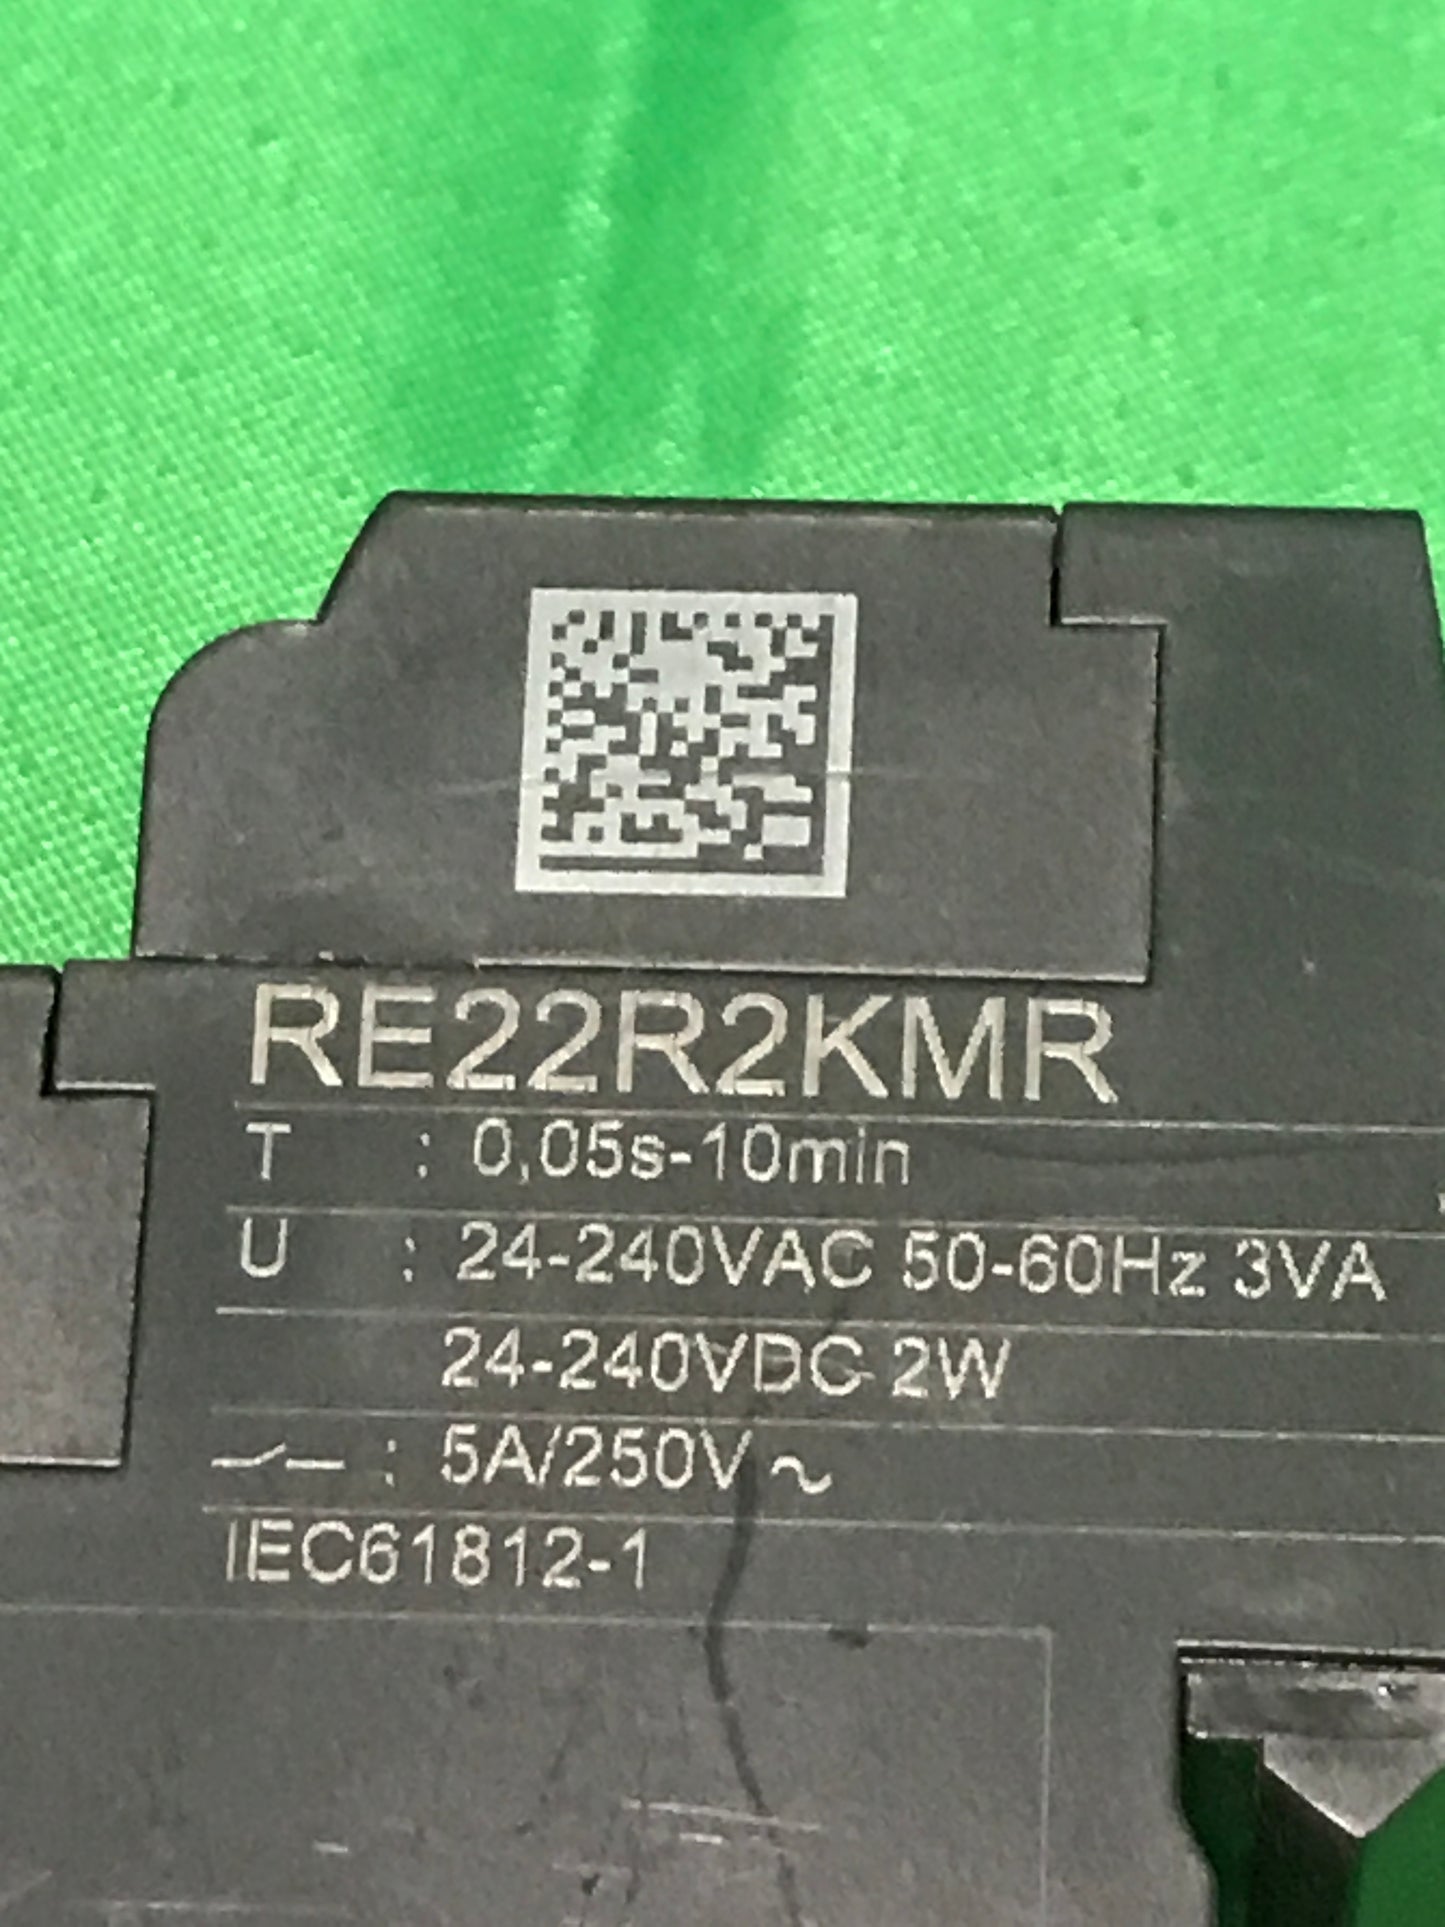 RE22R2KMR
T : 0,05s-10min
U : 24-240VAC 50-60Hz 3VA
24-240VDC 2W
: 5A/250V~
IEC61812-1